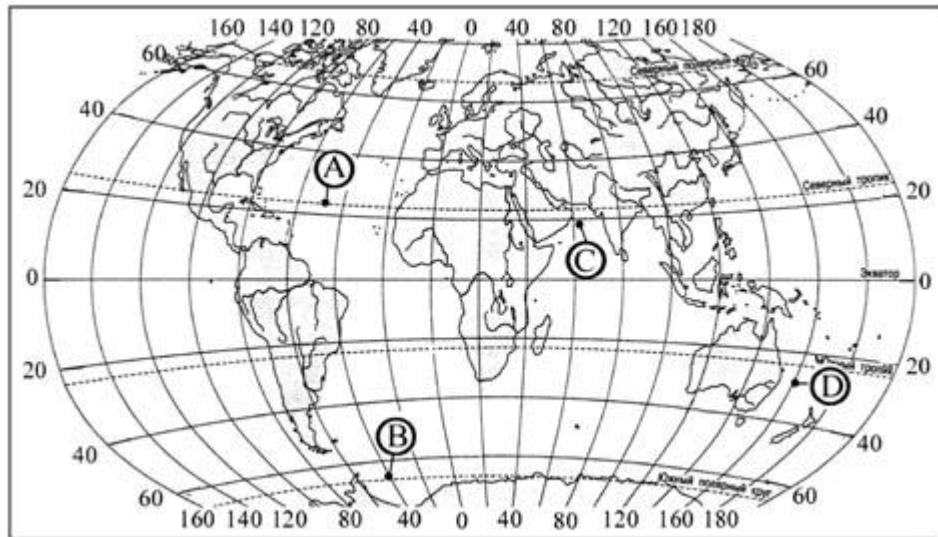 160 140 120 80 40 0 40 80 120 160 180
60 Северный полярный 60
40 40
A
20 Северный тропик 20
C
0 Экватор 0
20 тропик 20
D
40 B 40
60 Южный полярный круг 60
160 140 120 80 40 0 40 80 120 160 180